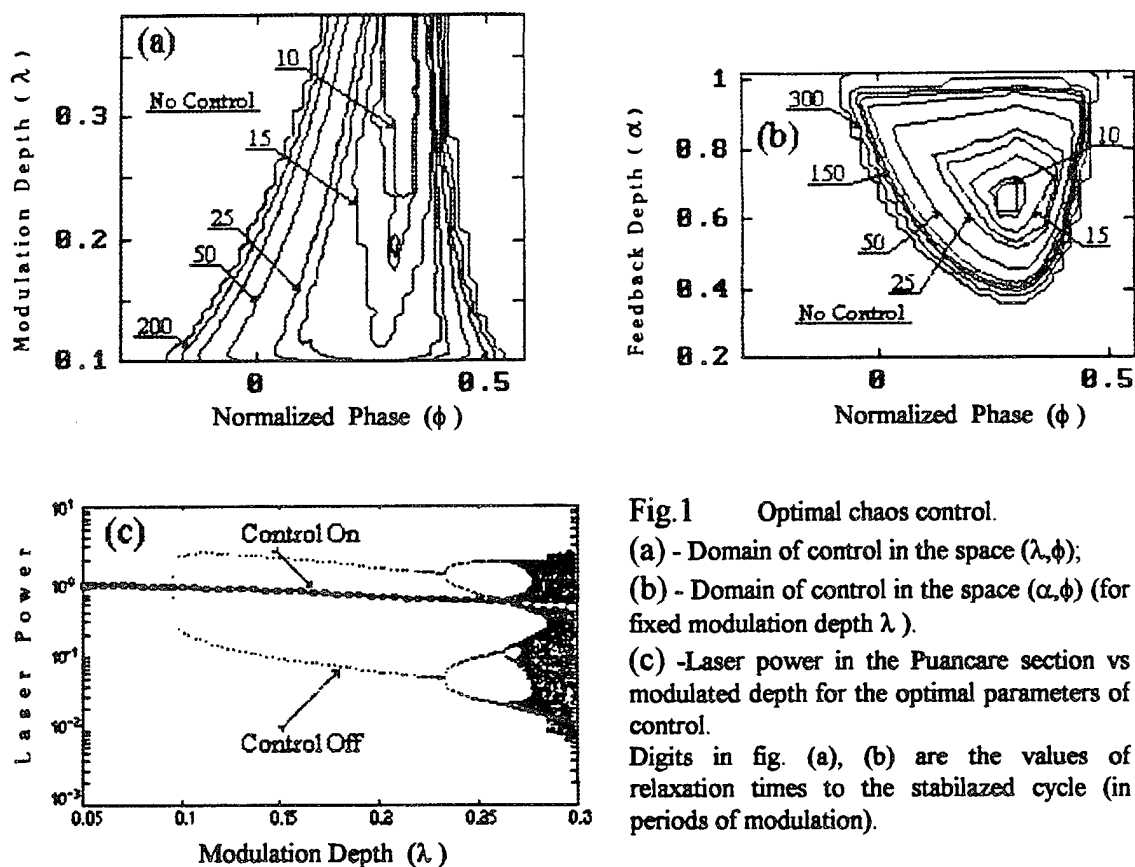 (a)
10
No Control
15
25
50
200
0.3
0.2
0.1
0
0.5
Modulation Depth (λ)
Normalized Phase (ϕ )
(b)
300
150
50
25
10
15
No Control
1
0.8
0.6
0.4
0.2
0
0.5
Feedback Depth (α)
Normalized Phase (ϕ )
(c)
Control On
Control Off
10¹
10⁰
10⁻¹
10⁻²
10⁻³
0.05
0.1
0.15
0.2
0.25
0.3
Laser Power
Modulation Depth (λ)
Fig.1 Optimal chaos control.
(a) - Domain of control in the space (λ,ϕ);
(b) - Domain of control in the space (α,ϕ) (for
fixed modulation depth λ ).
(c) -Laser power in the Puancare section vs
modulated depth for the optimal parameters of
control.
Digits in fig. (a), (b) are the values of
relaxation times to the stabilazed cycle (in
periods of modulation).